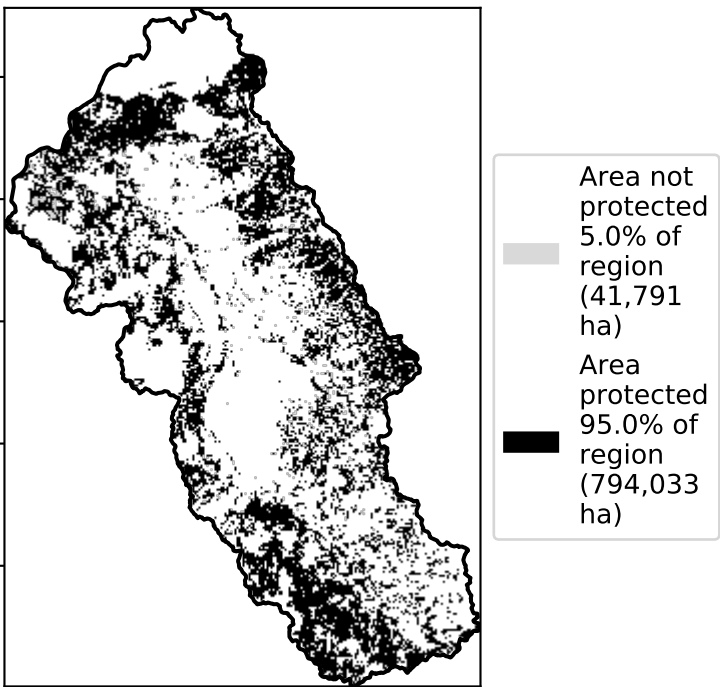 Area not
protected
5.0% of
region
(41,791
ha)
Area
protected
95.0% of
region
(794,033
ha)